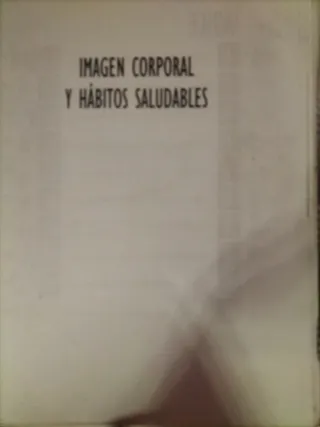 IMAGEN CORPORAL
Y HÁBITOS SALUDABLES